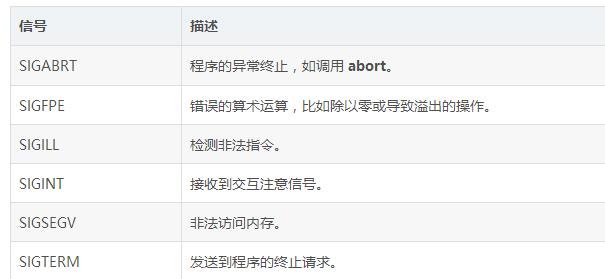 信号 描述
SIGABRT 程序的异常终止，如调用 abort。
SIGFPE 错误的算术运算，比如除以零或导致溢出的操作。
SIGILL 检测非法指令。
SIGINT 接收到交互注意信号。
SIGSEGV 非法访问内存。
SIGTERM 发送到程序的终止请求。